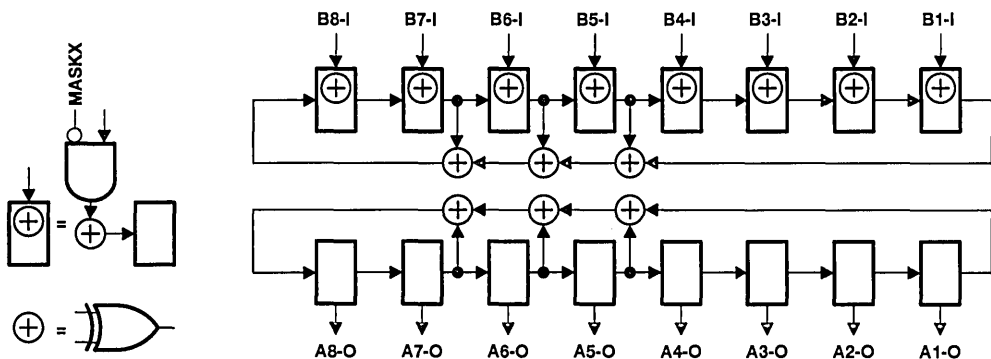 B8-I B7-I B6-I B5-I B4-I B3-I B2-I B1-I
MASKX
=
=
A8-O A7-O A6-O A5-O A4-O A3-O A2-O A1-O